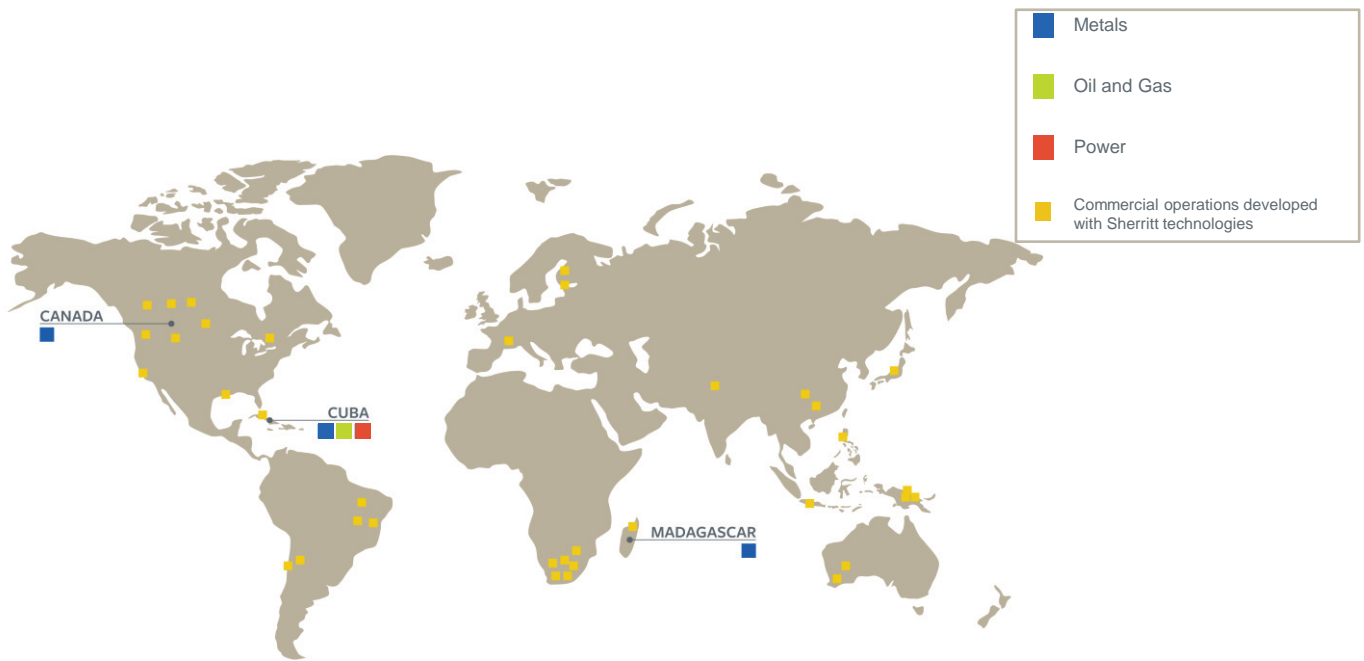 Metals
Oil and Gas
Power
Commercial operations developed
with Sherritt technologies
CANADA
CUBA
MADAGASCAR